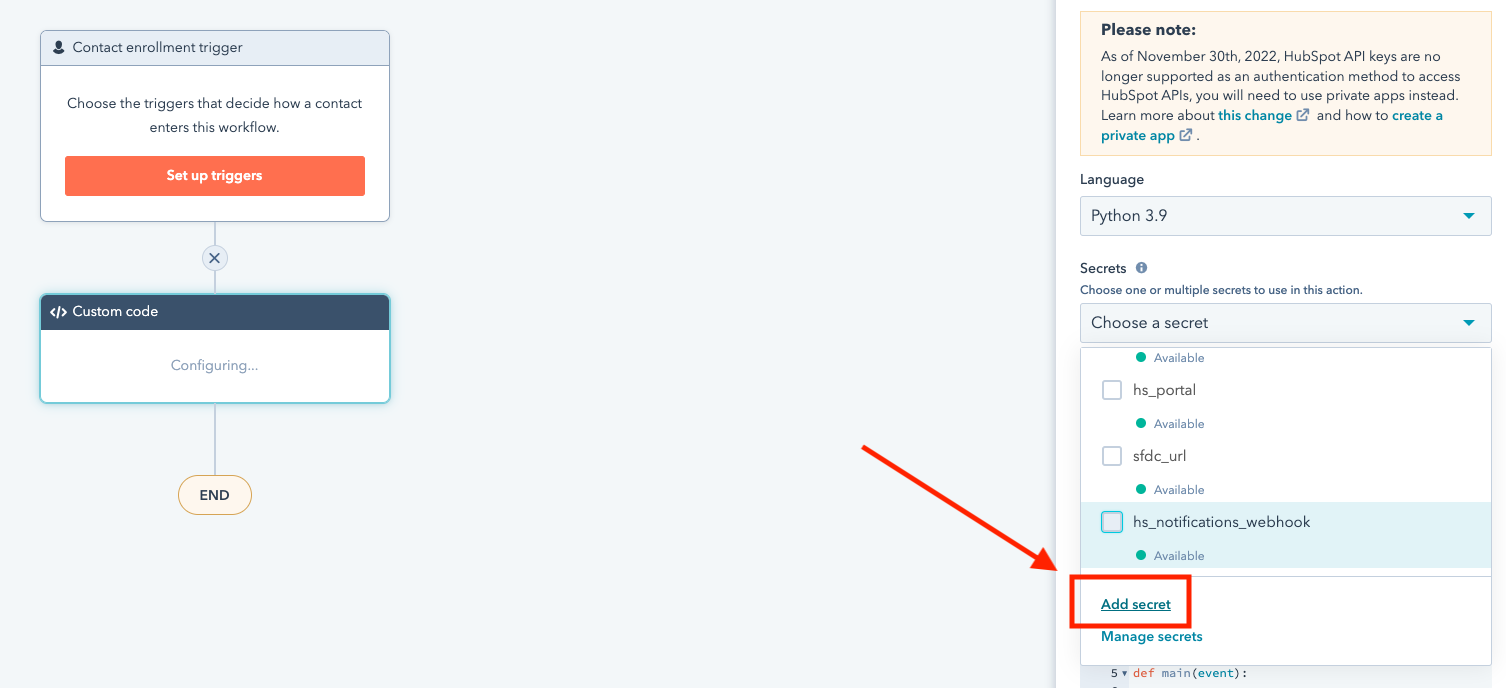 Contact enrollment trigger
Choose the triggers that decide how a contact
enters this workflow.
Set up triggers
</> Custom code
Configuring...
END
Please note:
As of November 30th, 2022, HubSpot API keys are no
longer supported as an authentication method to access
HubSpot APIs, you will need to use private apps instead.
Learn more about this change and how to create a
private app .
Language
Python 3.9
Secrets
Choose one or multiple secrets to use in this action.
Choose a secret
Available
hs_portal
Available
sfdc_url
Available
hs_notifications_webhook
Available
Add secret
Manage secrets
5 def main(event):